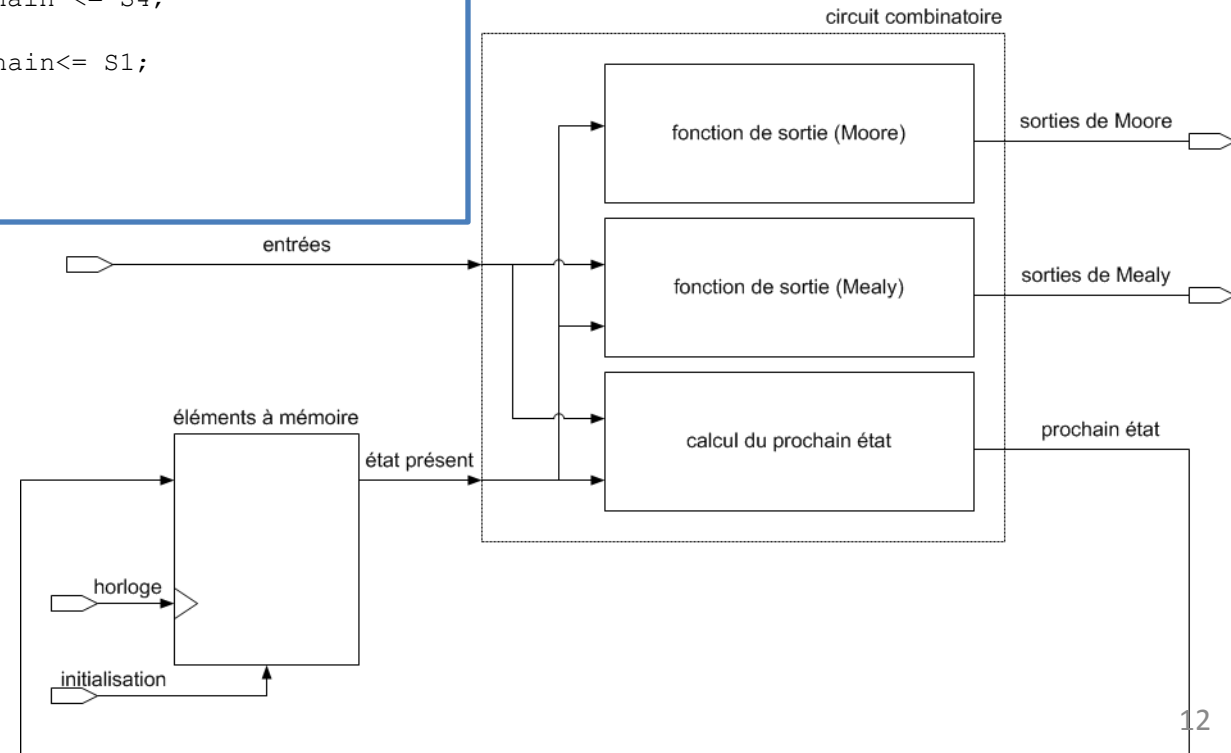 hain <= S4;
hain<= S1;
circuit combinatoire
fonction de sortie (Moore)
sorties de Moore
entrées
fonction de sortie (Mealy)
sorties de Mealy
éléments à mémoire
état présent
calcul du prochain état
prochain état
horloge
initialisation
12